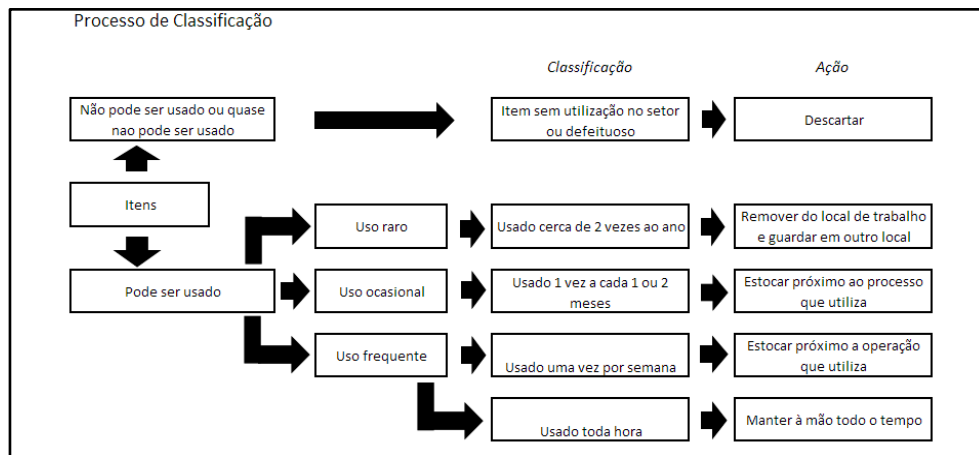 Processo de Classificação
Classificação
Ação
Não pode ser usado ou quase
nao pode ser usado
Item sem utilização no setor
ou defeituoso
Descartar
Itens
Uso raro
Usado cerca de 2 vezes ao ano
Remover do local de trabalho
e guardar em outro local
Pode ser usado
Uso ocasional
Usado 1 vez a cada 1 ou 2
meses
Estocar próximo ao processo
que utiliza
Uso frequente
Usado uma vez por semana
Estocar próximo a operação
que utiliza
Usado toda hora
Manter à mão todo o tempo